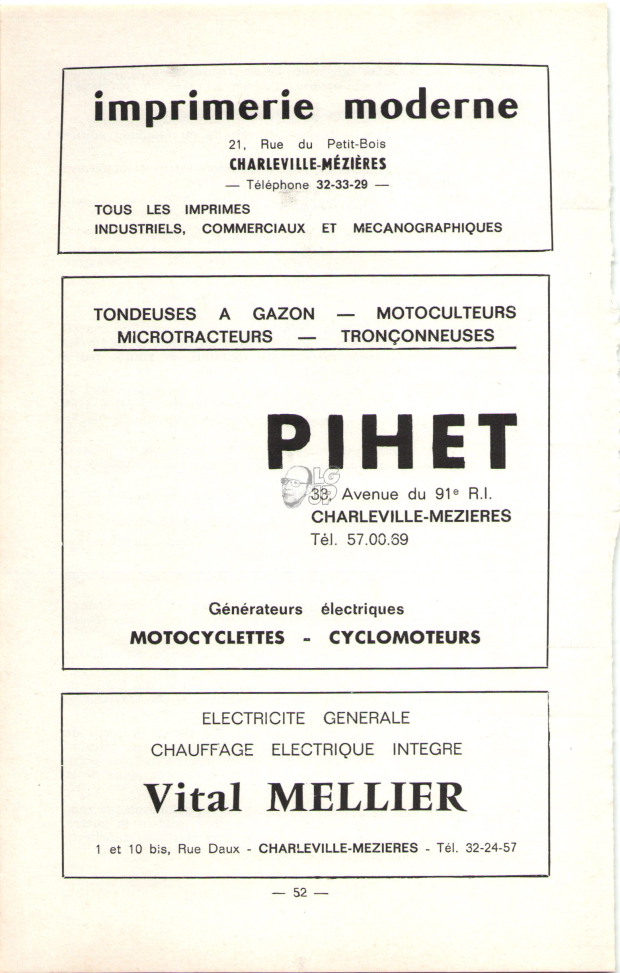 imprimerie moderne
21, Rue du Petit-Bois
CHARLEVILLE-MÉZIÈRES
— Téléphone 32-33-29 —
TOUS LES IMPRIMES
INDUSTRIELS, COMMERCIAUX ET MECANOGRAPHIQUES
TONDEUSES A GAZON — MOTOCULTEURS
MICROTRACTEURS — TRONÇONNEUSES
PIHET
LG
UP
33, Avenue du 91e R.I.
CHARLEVILLE-MEZIERES
Tél. 57.00.69
Générateurs électriques
MOTOCYCLETTES - CYCLOMOTEURS
ELECTRICITE GENERALE
CHAUFFAGE ELECTRIQUE INTEGRE
Vital MELLIER
1 et 10 bis, Rue Daux - CHARLEVILLE-MEZIERES - Tél. 32-24-57
— 52 —